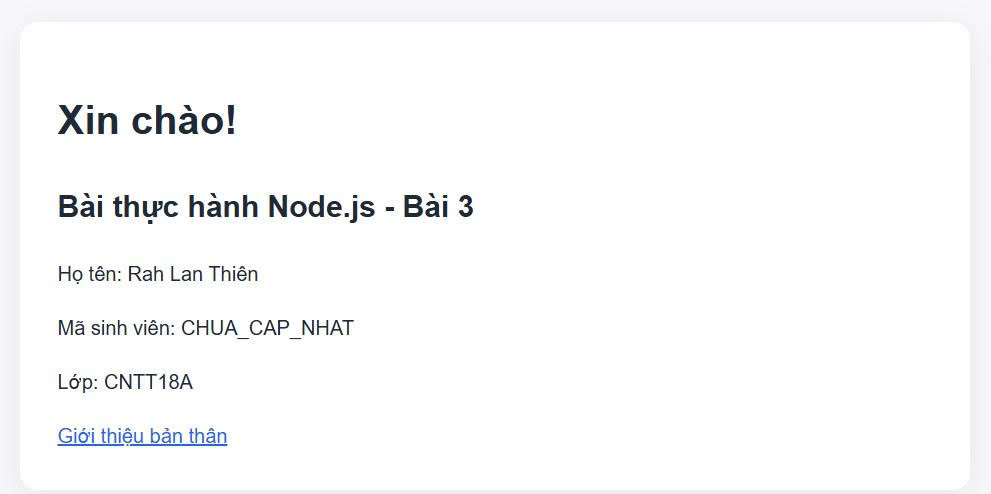 Xin chào!
Bài thực hành Node.js - Bài 3
Họ tên: Rah Lan Thiên
Mã sinh viên: CHUA_CAP_NHAT
Lớp: CNTT18A
Giới thiệu bản thân